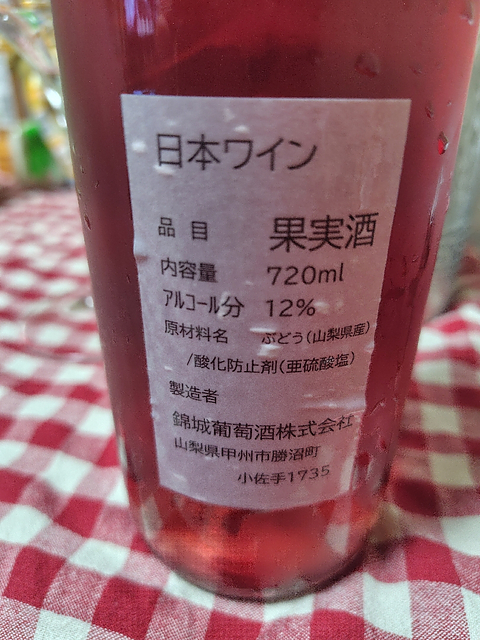 日本ワイン
品目 果実酒
内容量 720ml
アルコール分 12%
原材料名 ぶどう(山梨県産)
/酸化防止剤(亜硫酸塩)
製造者
錦城葡萄酒株式会社
山梨県甲州市勝沼町
小佐手1735